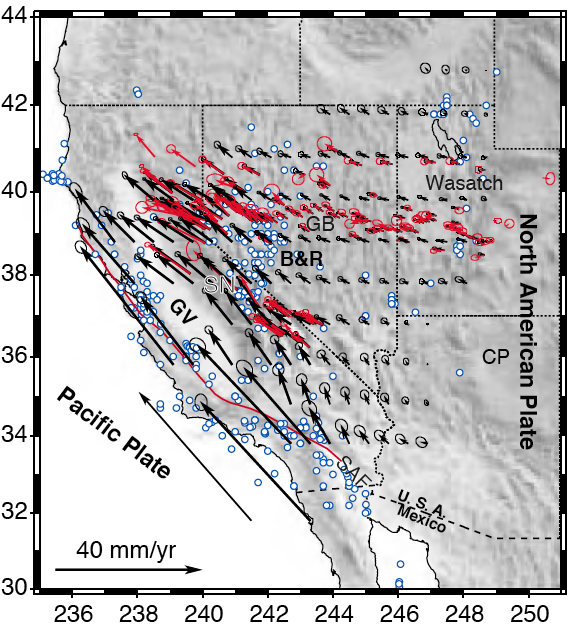 44
42
40
38
36
34
32
30
236
238
240
242
244
246
248
250
Wasatch
GB
B&R
SN
GV
CP
North American Plate
Pacific Plate
SAF
U. S. A.
Mexico
40 mm/yr